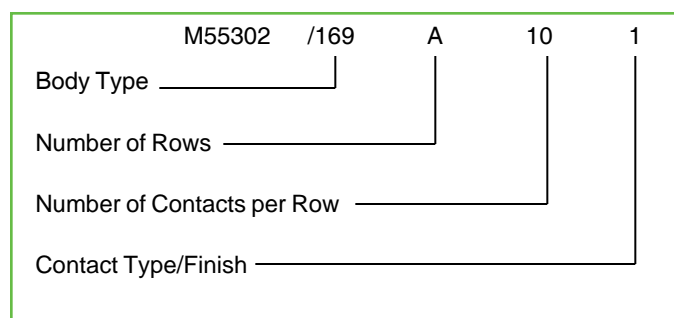 M55302 /169 A 10 1
Body Type
Number of Rows
Number of Contacts per Row
Contact Type/Finish